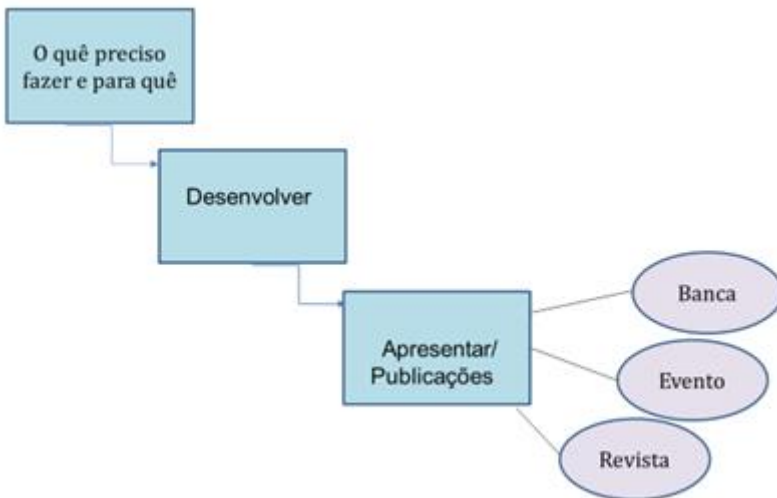 O quê preciso
fazer e para quê
Desenvolver
Apresentar/
Publicações
Banca
Evento
Revista